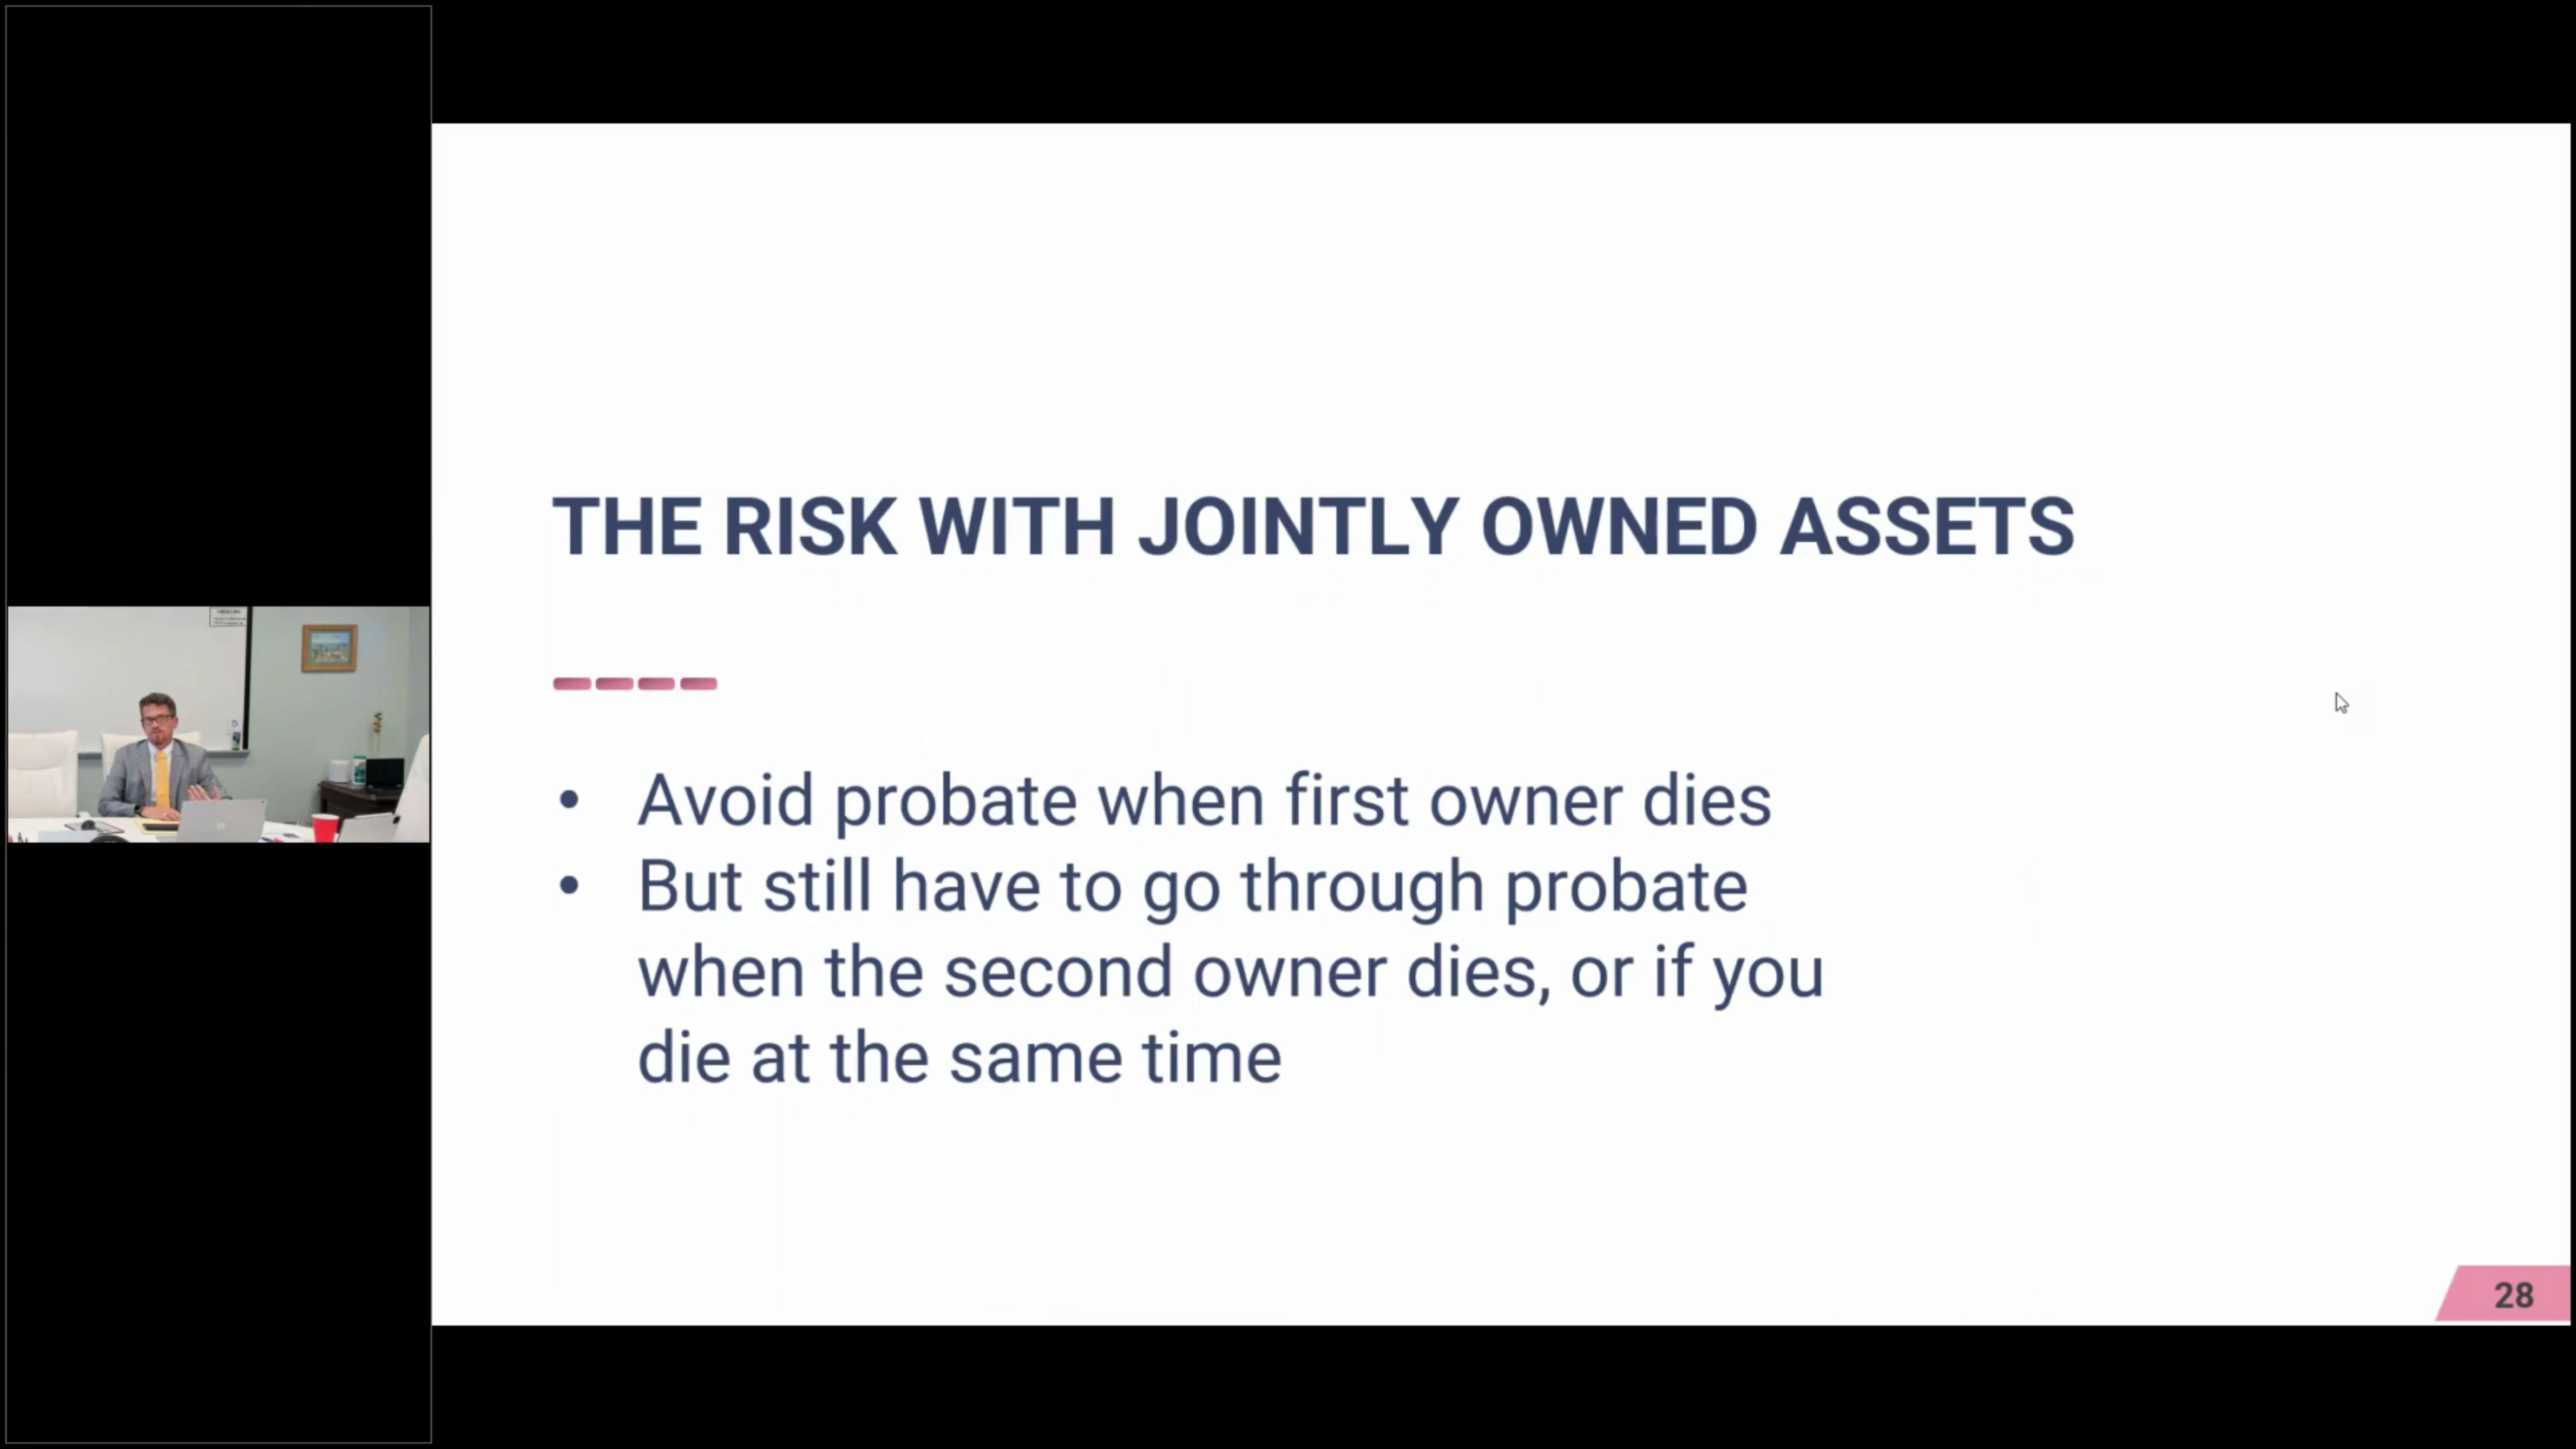 THE RISK WITH JOINTLY OWNED ASSETS
• Avoid probate when first owner dies
• But still have to go through probate
when the second owner dies, or if you
die at the same time
28